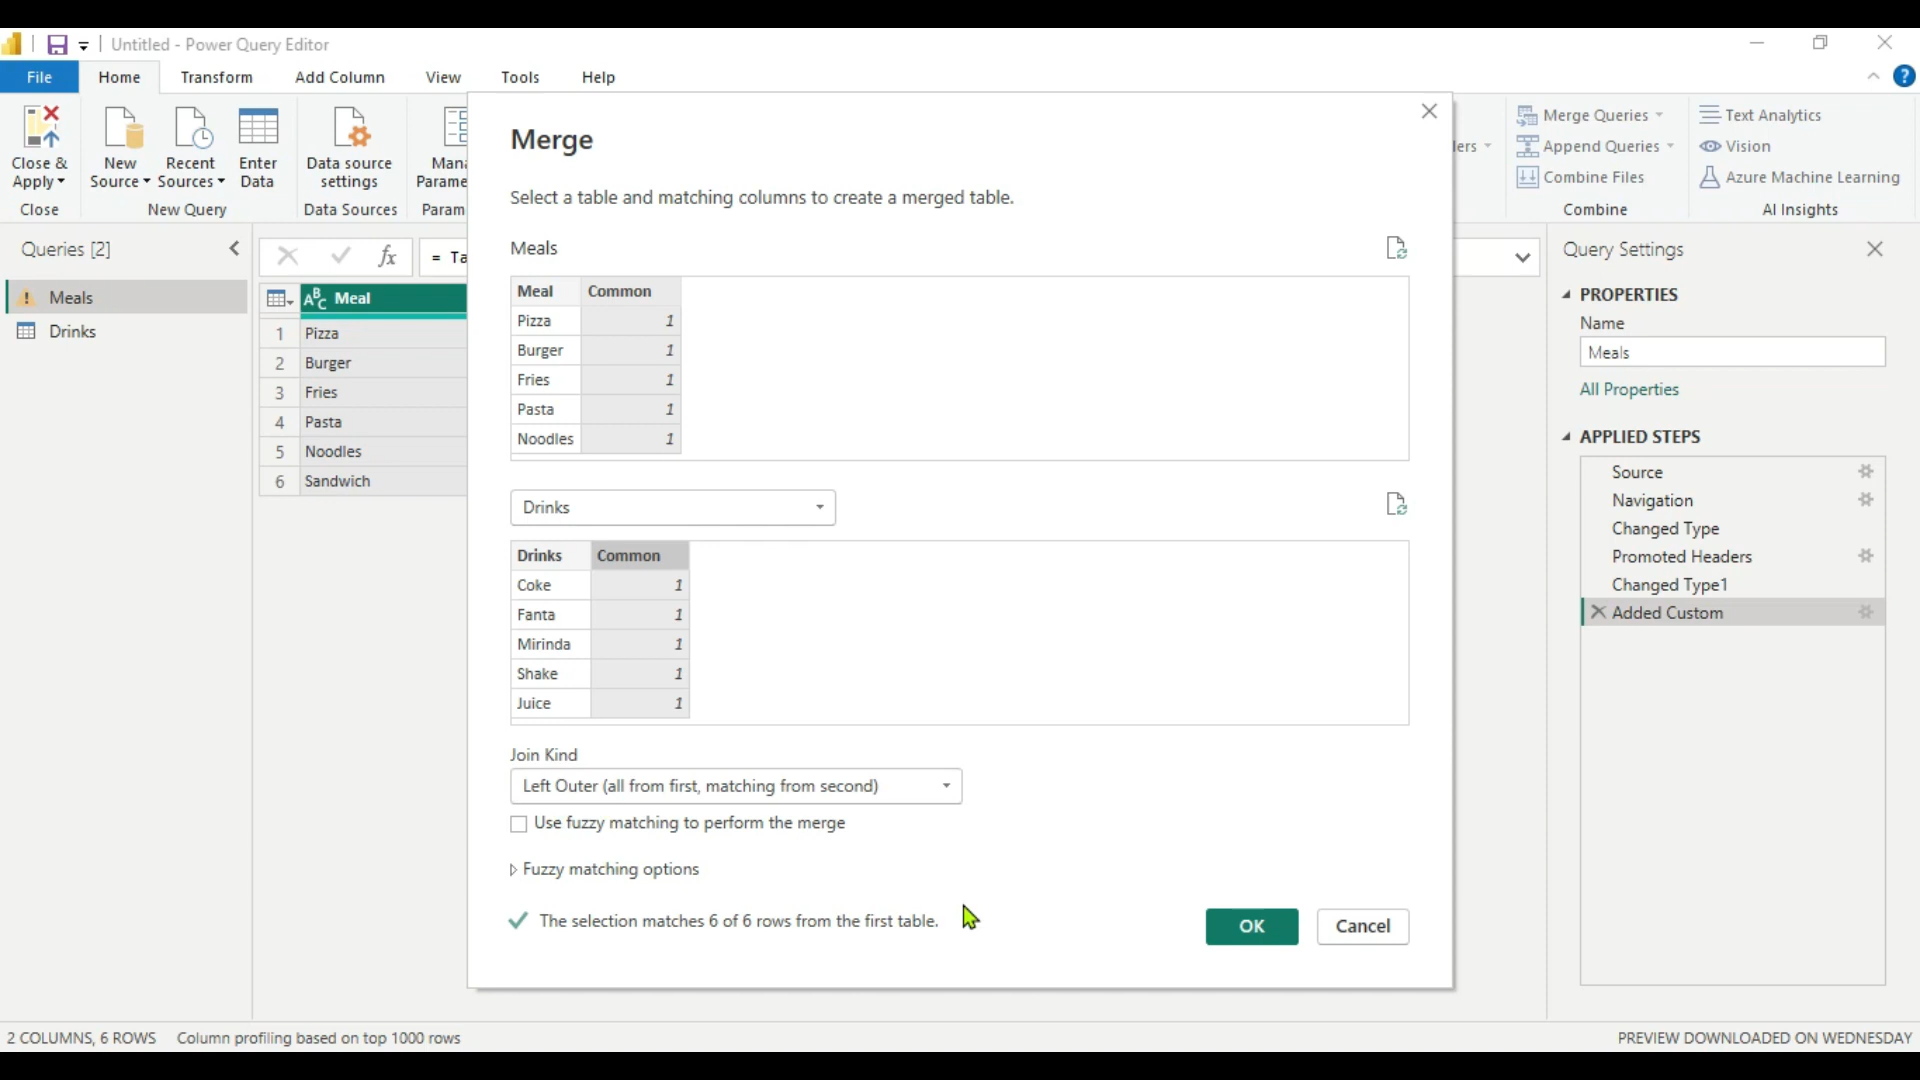 Untitled - Power Query Editor
File Home Transform Add Column View Tools Help
Close & Apply
New Source
Recent Sources
Enter Data
Data source settings
Merge Queries
Append Queries
Combine Files
Text Analytics
Vision
Azure Machine Learning
Close
New Query
Data Sources
Combine
AI Insights
Queries [2]
Meals
Drinks
fx
ABC Meal
1 Pizza
2 Burger
3 Fries
4 Pasta
5 Noodles
6 Sandwich
Merge
Select a table and matching columns to create a merged table.
Meals
Meal Common
Pizza 1
Burger 1
Fries 1
Pasta 1
Noodles 1
Drinks
Drinks Common
Coke 1
Fanta 1
Mirinda 1
Shake 1
Juice 1
Join Kind
Left Outer (all from first, matching from second)
Use fuzzy matching to perform the merge
Fuzzy matching options
The selection matches 6 of 6 rows from the first table.
OK
Cancel
Query Settings
PROPERTIES
Name
Meals
All Properties
APPLIED STEPS
Source
Navigation
Changed Type
Promoted Headers
Changed Type1
Added Custom
2 COLUMNS, 6 ROWS Column profiling based on top 1000 rows
PREVIEW DOWNLOADED ON WEDNESDAY